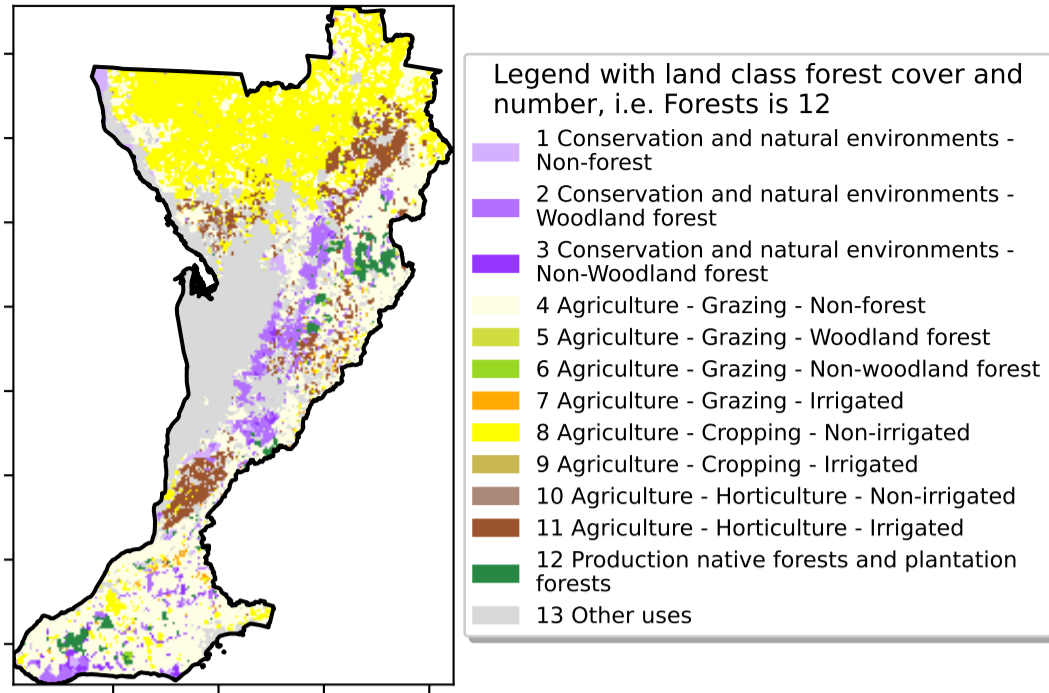 Legend with land class forest cover and
number, i.e. Forests is 12
1 Conservation and natural environments -
Non-forest
2 Conservation and natural environments -
Woodland forest
3 Conservation and natural environments -
Non-Woodland forest
4 Agriculture - Grazing - Non-forest
5 Agriculture - Grazing - Woodland forest
6 Agriculture - Grazing - Non-woodland forest
7 Agriculture - Grazing - Irrigated
8 Agriculture - Cropping - Non-irrigated
9 Agriculture - Cropping - Irrigated
10 Agriculture - Horticulture - Non-irrigated
11 Agriculture - Horticulture - Irrigated
12 Production native forests and plantation
forests
13 Other uses